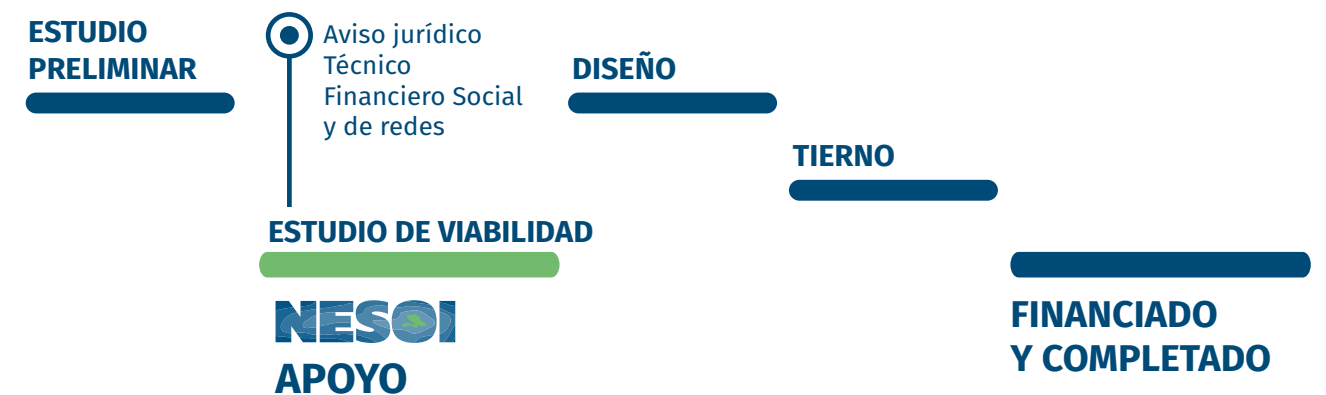 ESTUDIO
PRELIMINAR
Aviso jurídico
Técnico
Financiero Social
y de redes
ESTUDIO DE VIABILIDAD
NESOI
APOYO
DISEÑO
TIERNO
FINANCIADO
Y COMPLETADO